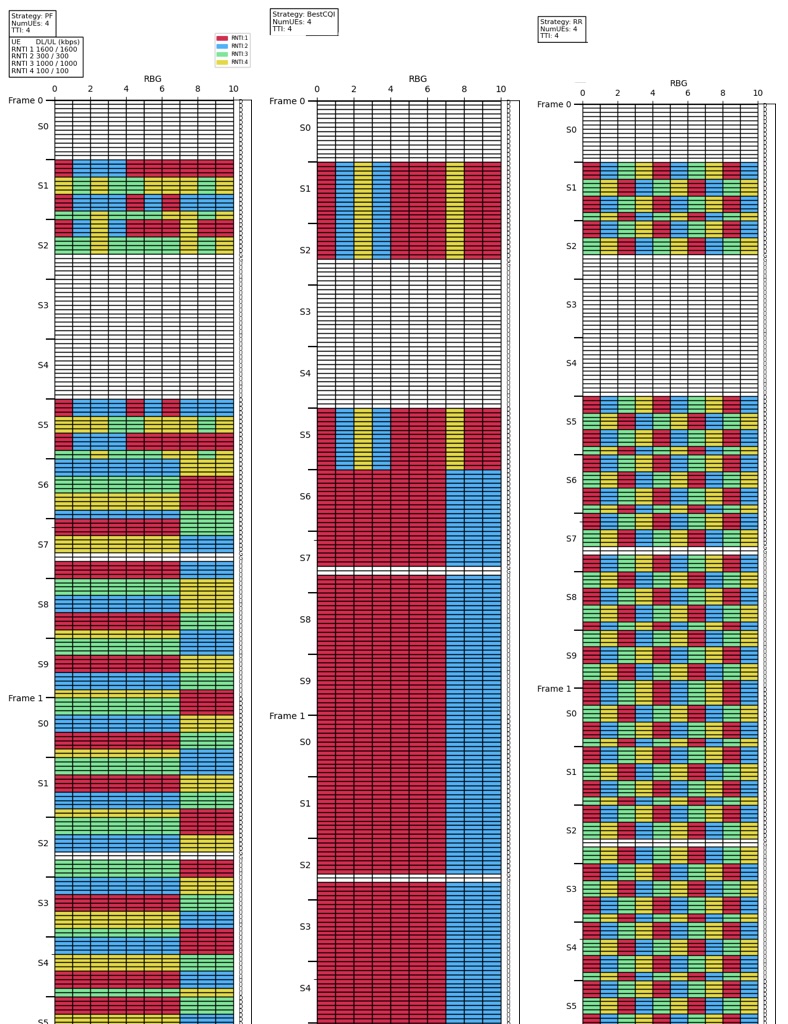 Strategy: PF
NumUEs: 4
TTI: 4
UE DL/UL (kbps)
RNTI 1 1600 / 1600
RNTI 2 300 / 300
RNTI 3 1000 / 1000
RNTI 4 100 / 100
RNTI:1
RNTI:2
RNTI:3
RNTI:4
RBG
0 2 4 6 8 10
Frame 0
S0
S1
S2
S3
S4
S5
S6
S7
S8
S9
Frame 1
S0
S1
S2
S3
S4
S5
Strategy: BestCQI
NumUEs: 4
TTI: 4
RBG
0 2 4 6 8 10
Frame 0
S0
S1
S2
S3
S4
S5
S6
S7
S8
S9
Frame 1
S0
S1
S2
S3
S4
Strategy: RR
NumUEs: 4
TTI: 4
RBG
0 2 4 6 8 10
Frame 0
S0
S1
S2
S3
S4
S5
S6
S7
S8
S9
Frame 1
S0
S1
S2
S3
S4
S5